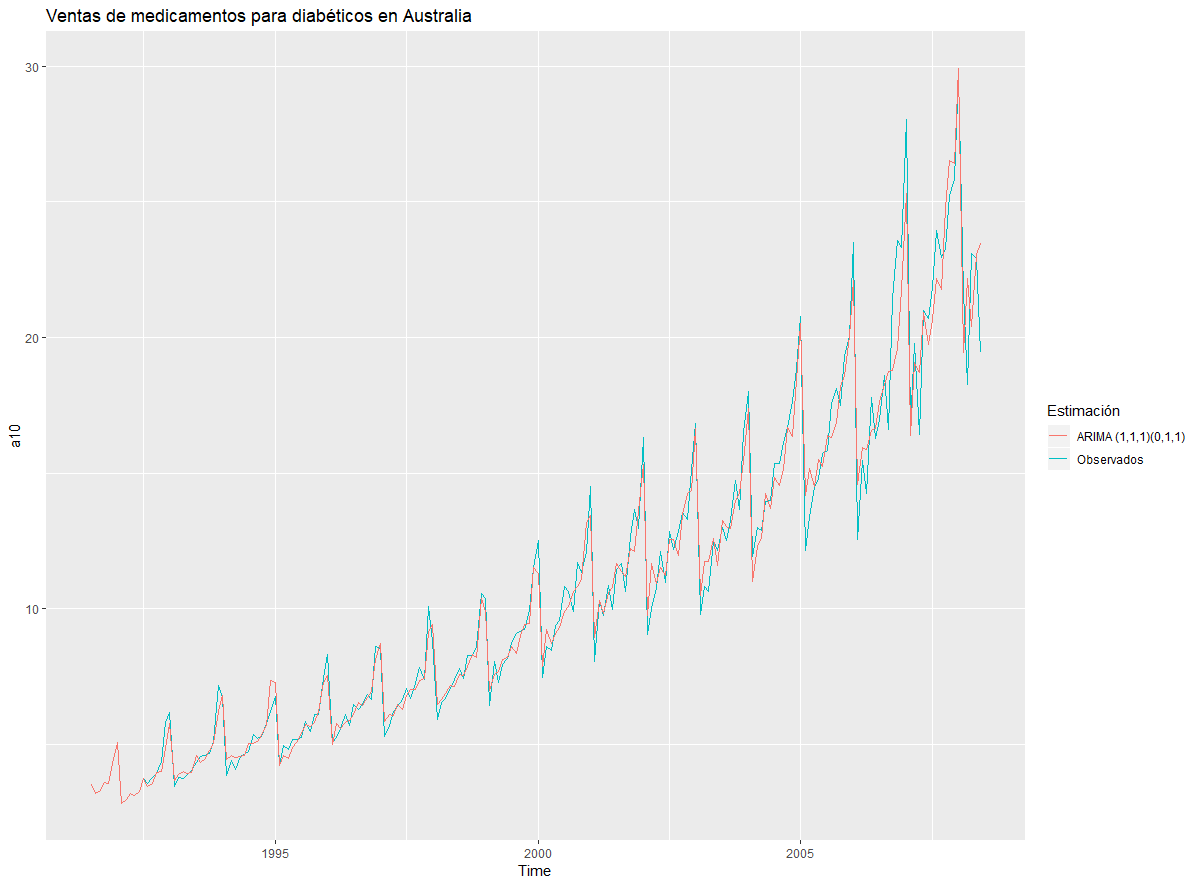 Ventas de medicamentos para diabéticos en Australia
30
20
10
a10
1995
2000
2005
Time
Estimación
ARIMA (1,1,1)(0,1,1)
Observados